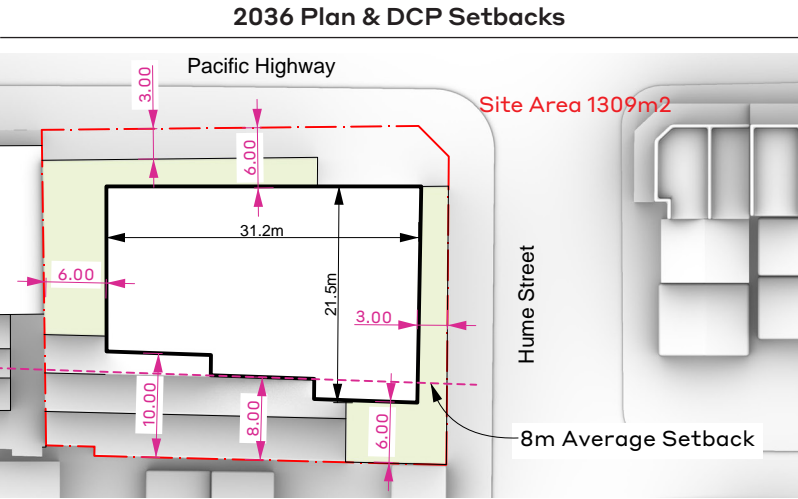 2036 Plan & DCP Setbacks
Pacific Highway
3.00
Site Area 1309m2
6.00
31.2m
6.00
21.5m
3.00
Hume Street
10.00
8.00
6.00
8m Average Setback